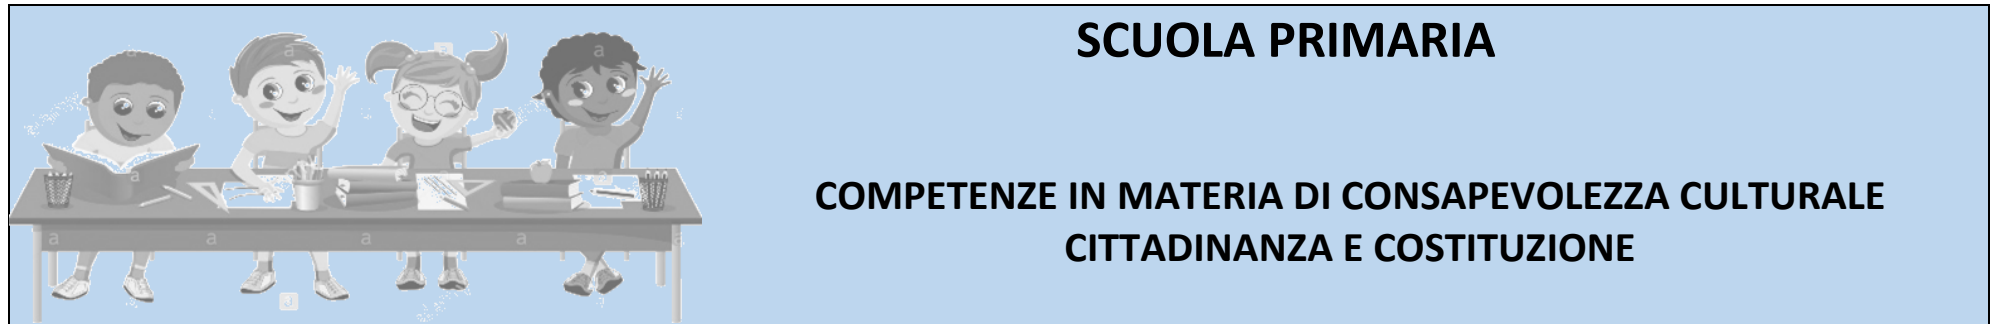 SCUOLA PRIMARIA
COMPETENZE IN MATERIA DI CONSAPEVOLEZZA CULTURALE
CITTADINANZA E COSTITUZIONE